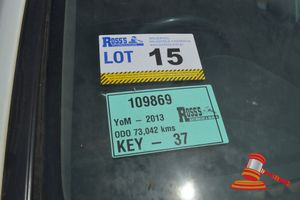 ROSS'S
LOT 15
109869
YoM - 2013
ROSS'S
ODO 73,042 kms
KEY - 37